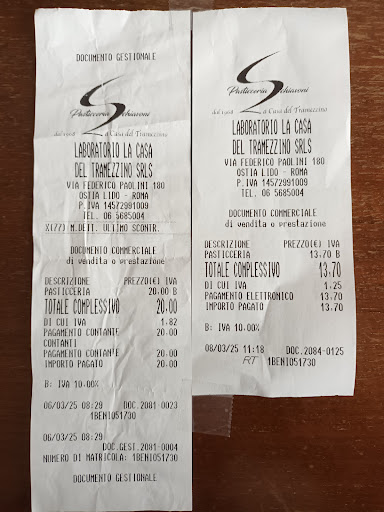 DOCUMENTO GESTIONALE
Pasticceria Schiavoni
dal 1968 La Casa del Tramezzino
LABORATORIO LA CASA
DEL TRAMEZZINO SRLS
VIA FEDERICO PAOLINI 180
OSTIA LIDO - ROMA
P.IVA 14572991009
TEL. 06 5685004
X(77) M.DETT. ULTIMO SCONTR.
DOCUMENTO COMMERCIALE
di vendita o prestazione
DESCRIZIONE PREZZO(€) IVA
PASTICCERIA 20.00 B
TOTALE COMPLESSIVO 20.00
DI CUI IVA 1.82
PAGAMENTO CONTANTE 20.00
CONTANTI
PAGAMENTO CONTANTE 20.00
IMPORTO PAGATO 20.00
B: IVA 10.00%
06/03/25 08:29 DOC.2081-0023
1BENI051730
06/03/25 08:29
DOC.GEST.2081-0004
NUMERO DI MATRICOLA: 1BENI051730
DOCUMENTO GESTIONALE
Pasticceria Schiavoni
dal 1968 La Casa del Tramezzino
LABORATORIO LA CASA
DEL TRAMEZZINO SRLS
VIA FEDERICO PAOLINI 180
OSTIA LIDO - ROMA
P.IVA 14572991009
TEL. 06 5685004
DOCUMENTO COMMERCIALE
di vendita o prestazione
DESCRIZIONE PREZZO(€) IVA
PASTICCERIA 13.70 B
TOTALE COMPLESSIVO 13.70
DI CUI IVA 1.25
PAGAMENTO ELETTRONICO 13.70
IMPORTO PAGATO 13.70
B: IVA 10.00%
08/03/25 11:18 DOC.2084-0125
RT 1BENI051730